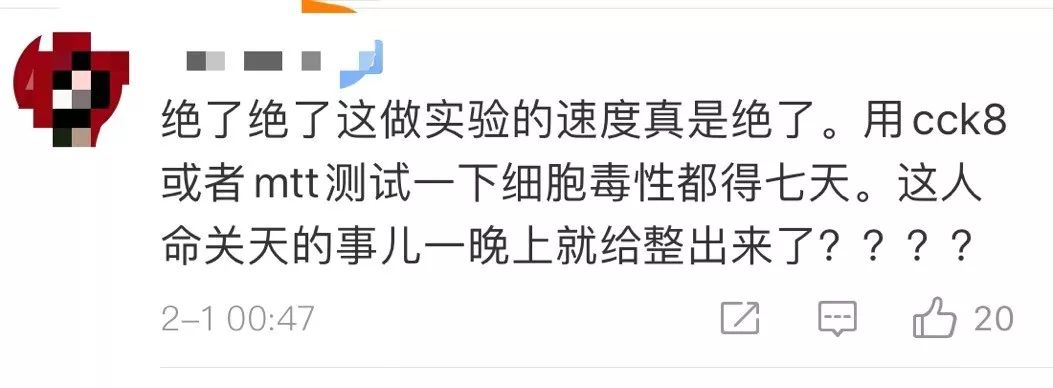 绝了绝了这做实验的速度真是绝了。用cck8
或者mtt测试一下细胞毒性都得七天。这人
命关天的事儿一晚上就给整出来了？？？？
2-1 00:47
20